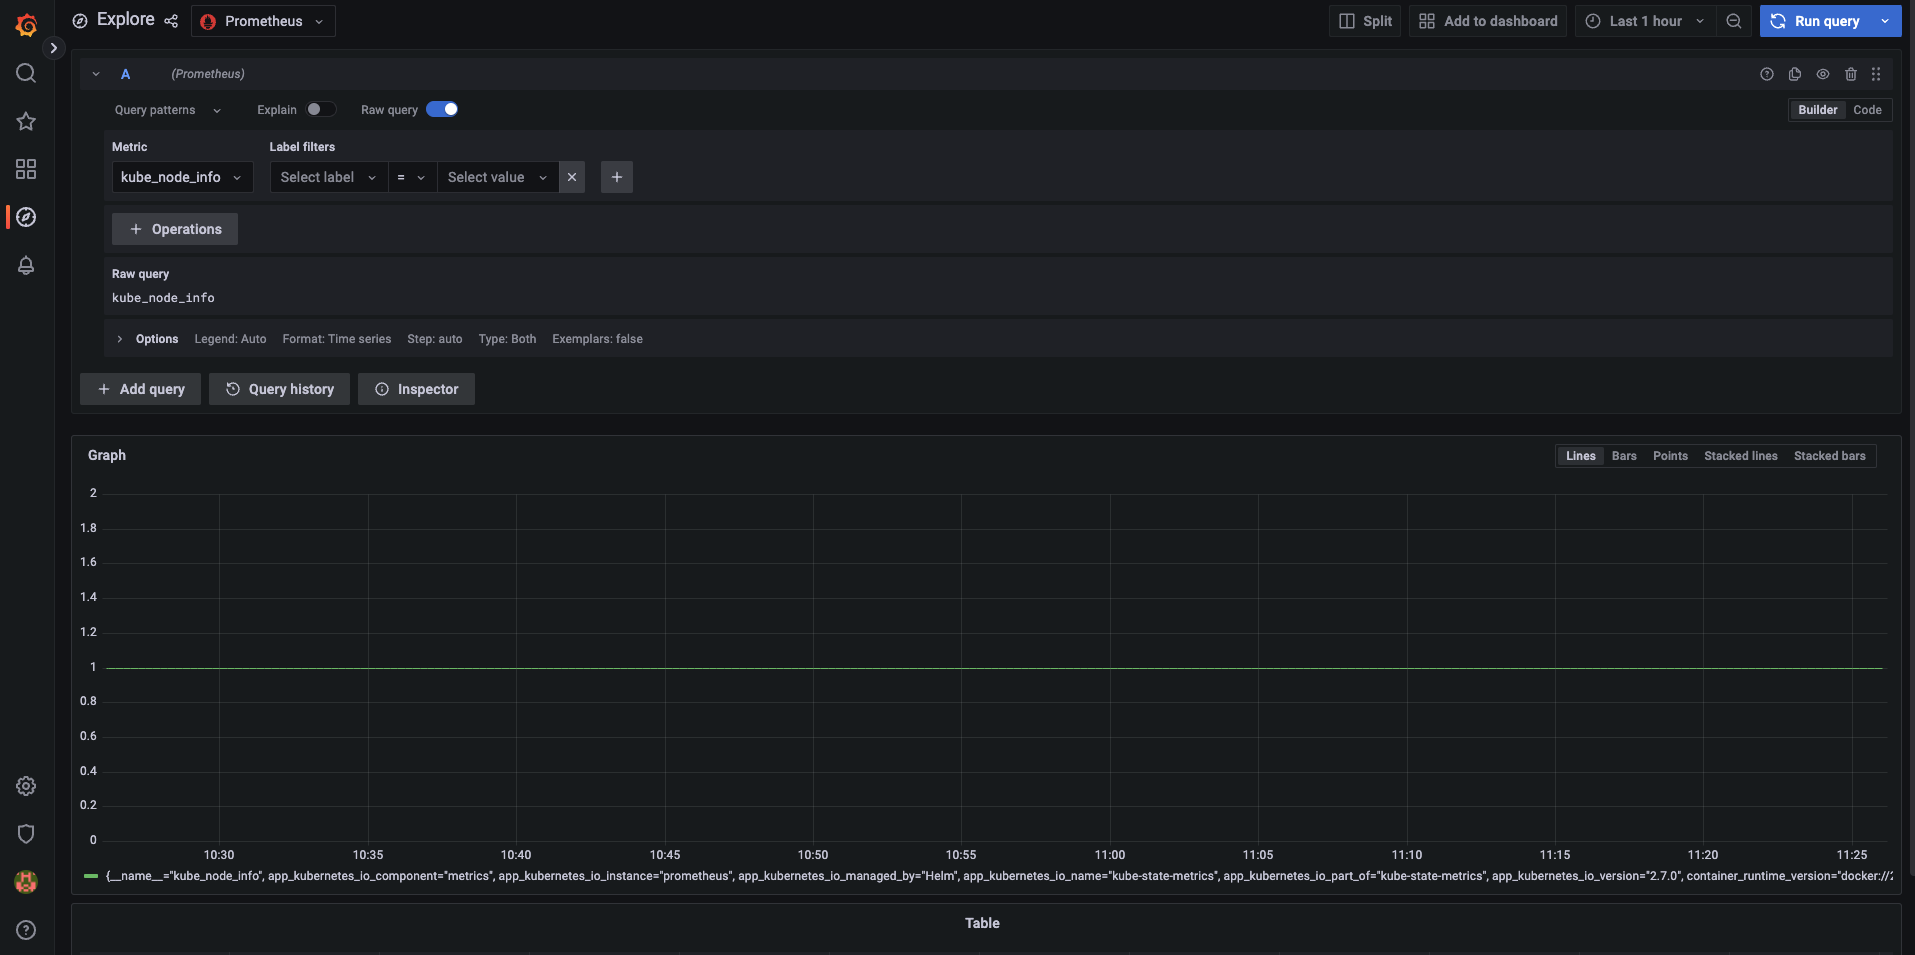 Explore Prometheus Split Add to dashboard Last 1 hour Run query
A (Prometheus)
Query patterns Explain Raw query Builder Code
Metric Label filters
kube_node_info Select label = Select value
+ Operations
Raw query
kube_node_info
Options Legend: Auto Format: Time series Step: auto Type: Both Exemplars: false
+ Add query Query history Inspector
Graph Lines Bars Points Stacked lines Stacked bars
2
1.8
1.6
1.4
1.2
1
0.8
0.6
0.4
0.2
0
10:30 10:35 10:40 10:45 10:50 10:55 11:00 11:05 11:10 11:15 11:20 11:25
{__name__="kube_node_info", app_kubernetes_io_component="metrics", app_kubernetes_io_instance="prometheus", app_kubernetes_io_managed_by="Helm", app_kubernetes_io_name="kube-state-metrics", app_kubernetes_io_part_of="kube-state-metrics", app_kubernetes_io_version="2.7.0", container_runtime_version="docker://2
Table